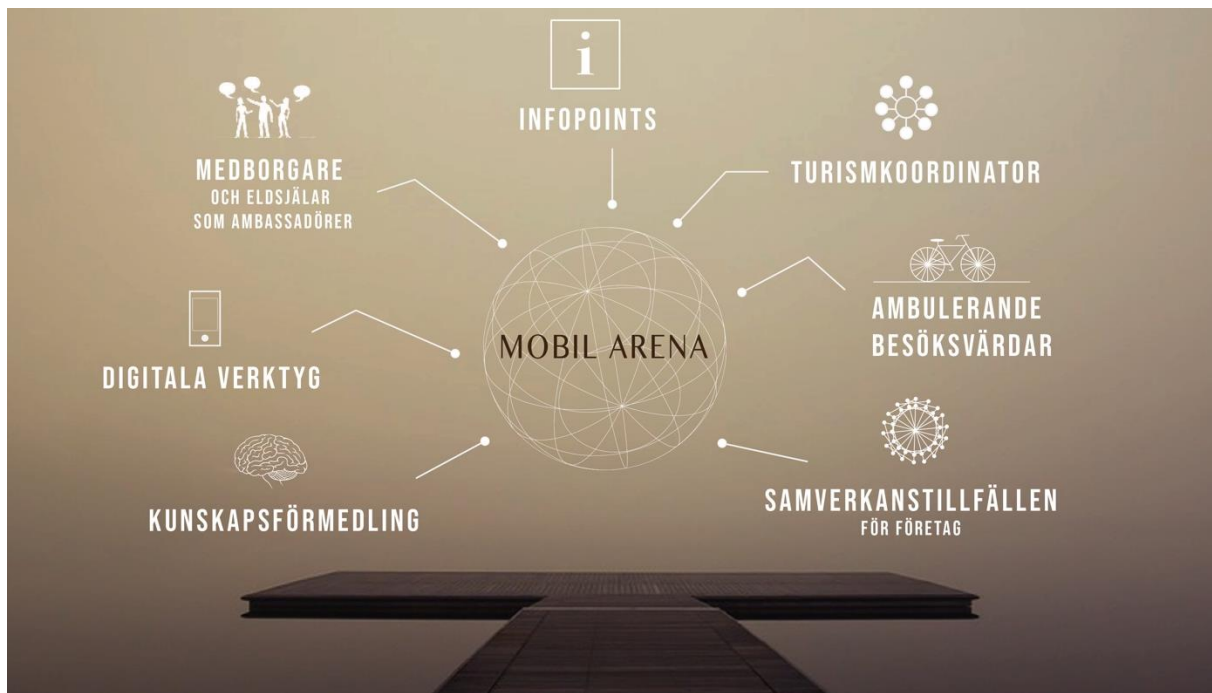 i
INFOPOINTS
MEDBORGARE
OCH ELDSJÄLAR
SOM AMBASSADÖRER
TURISMKOORDINATOR
AMBULERANDE
BESÖKSVÄRDAR
MOBIL ARENA
DIGITALA VERKTYG
KUNSKAPSFÖRMEDLING
SAMVERKANSTILLFÄLLEN
FÖR FÖRETAG